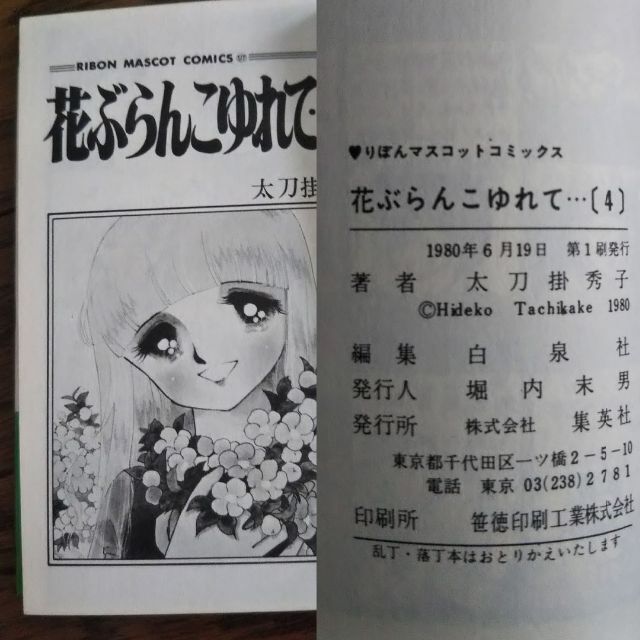 RIBON MASCOT COMICS
花ぶらんこゆれて
太刀掛
♥りぼんマスコットコミックス
花ぶらんこゆれて…〔4〕
1980年6月19日 第1刷発行
著者 太刀掛秀子
©Hideko Tachikake 1980
編集 白泉社
発行人 堀内末男
発行所 株式会社 集英社
東京都千代田区一ツ橋2-5-10
電話 東京 03(238)2781
印刷所 笹徳印刷工業株式会社
乱丁・落丁本はおとりかえいたします